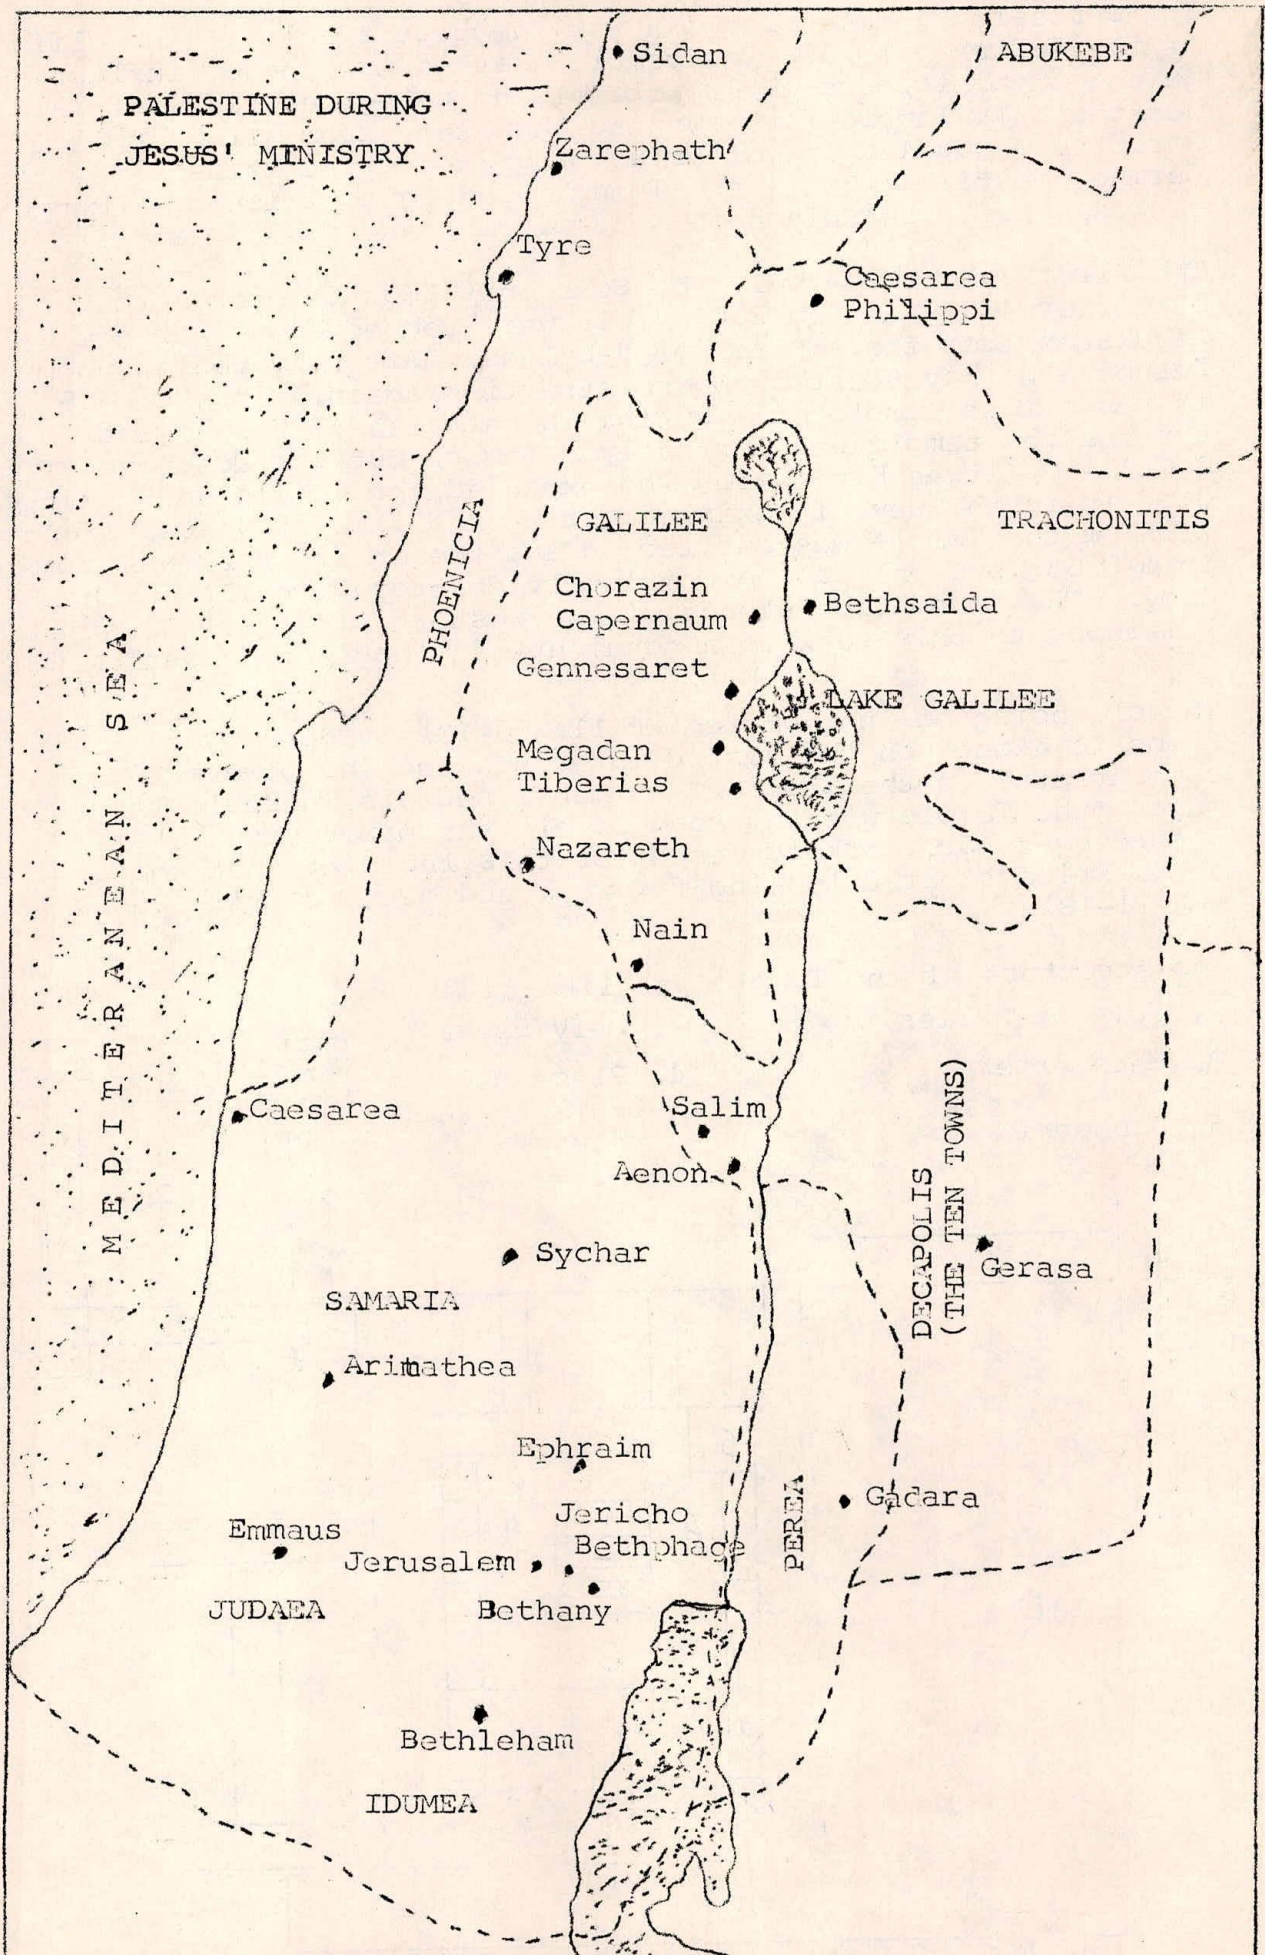 Sidan
ABUKEBE
PALESTINE DURING
JESUS' MINISTRY
Zarephath
Tyre
Caesarea
Philippi
PHOENICIA
GALILEE
TRACHONITIS
Chorazin
Capernaum
Bethsaida
Gennesaret
LAKE GALILEE
MEDITERANEAN SEA
Megadan
Tiberias
Nazareth
Nain
Caesarea
Salim
Aenon
DECAPOLIS
(THE TEN TOWNS)
Sychar
Gerasa
SAMARIA
Arimathea
Ephraim
PEREA
Gadara
Jericho
Emmaus
Bethphage
Jerusalem
JUDAEA
Bethany
Bethleham
IDUMEA